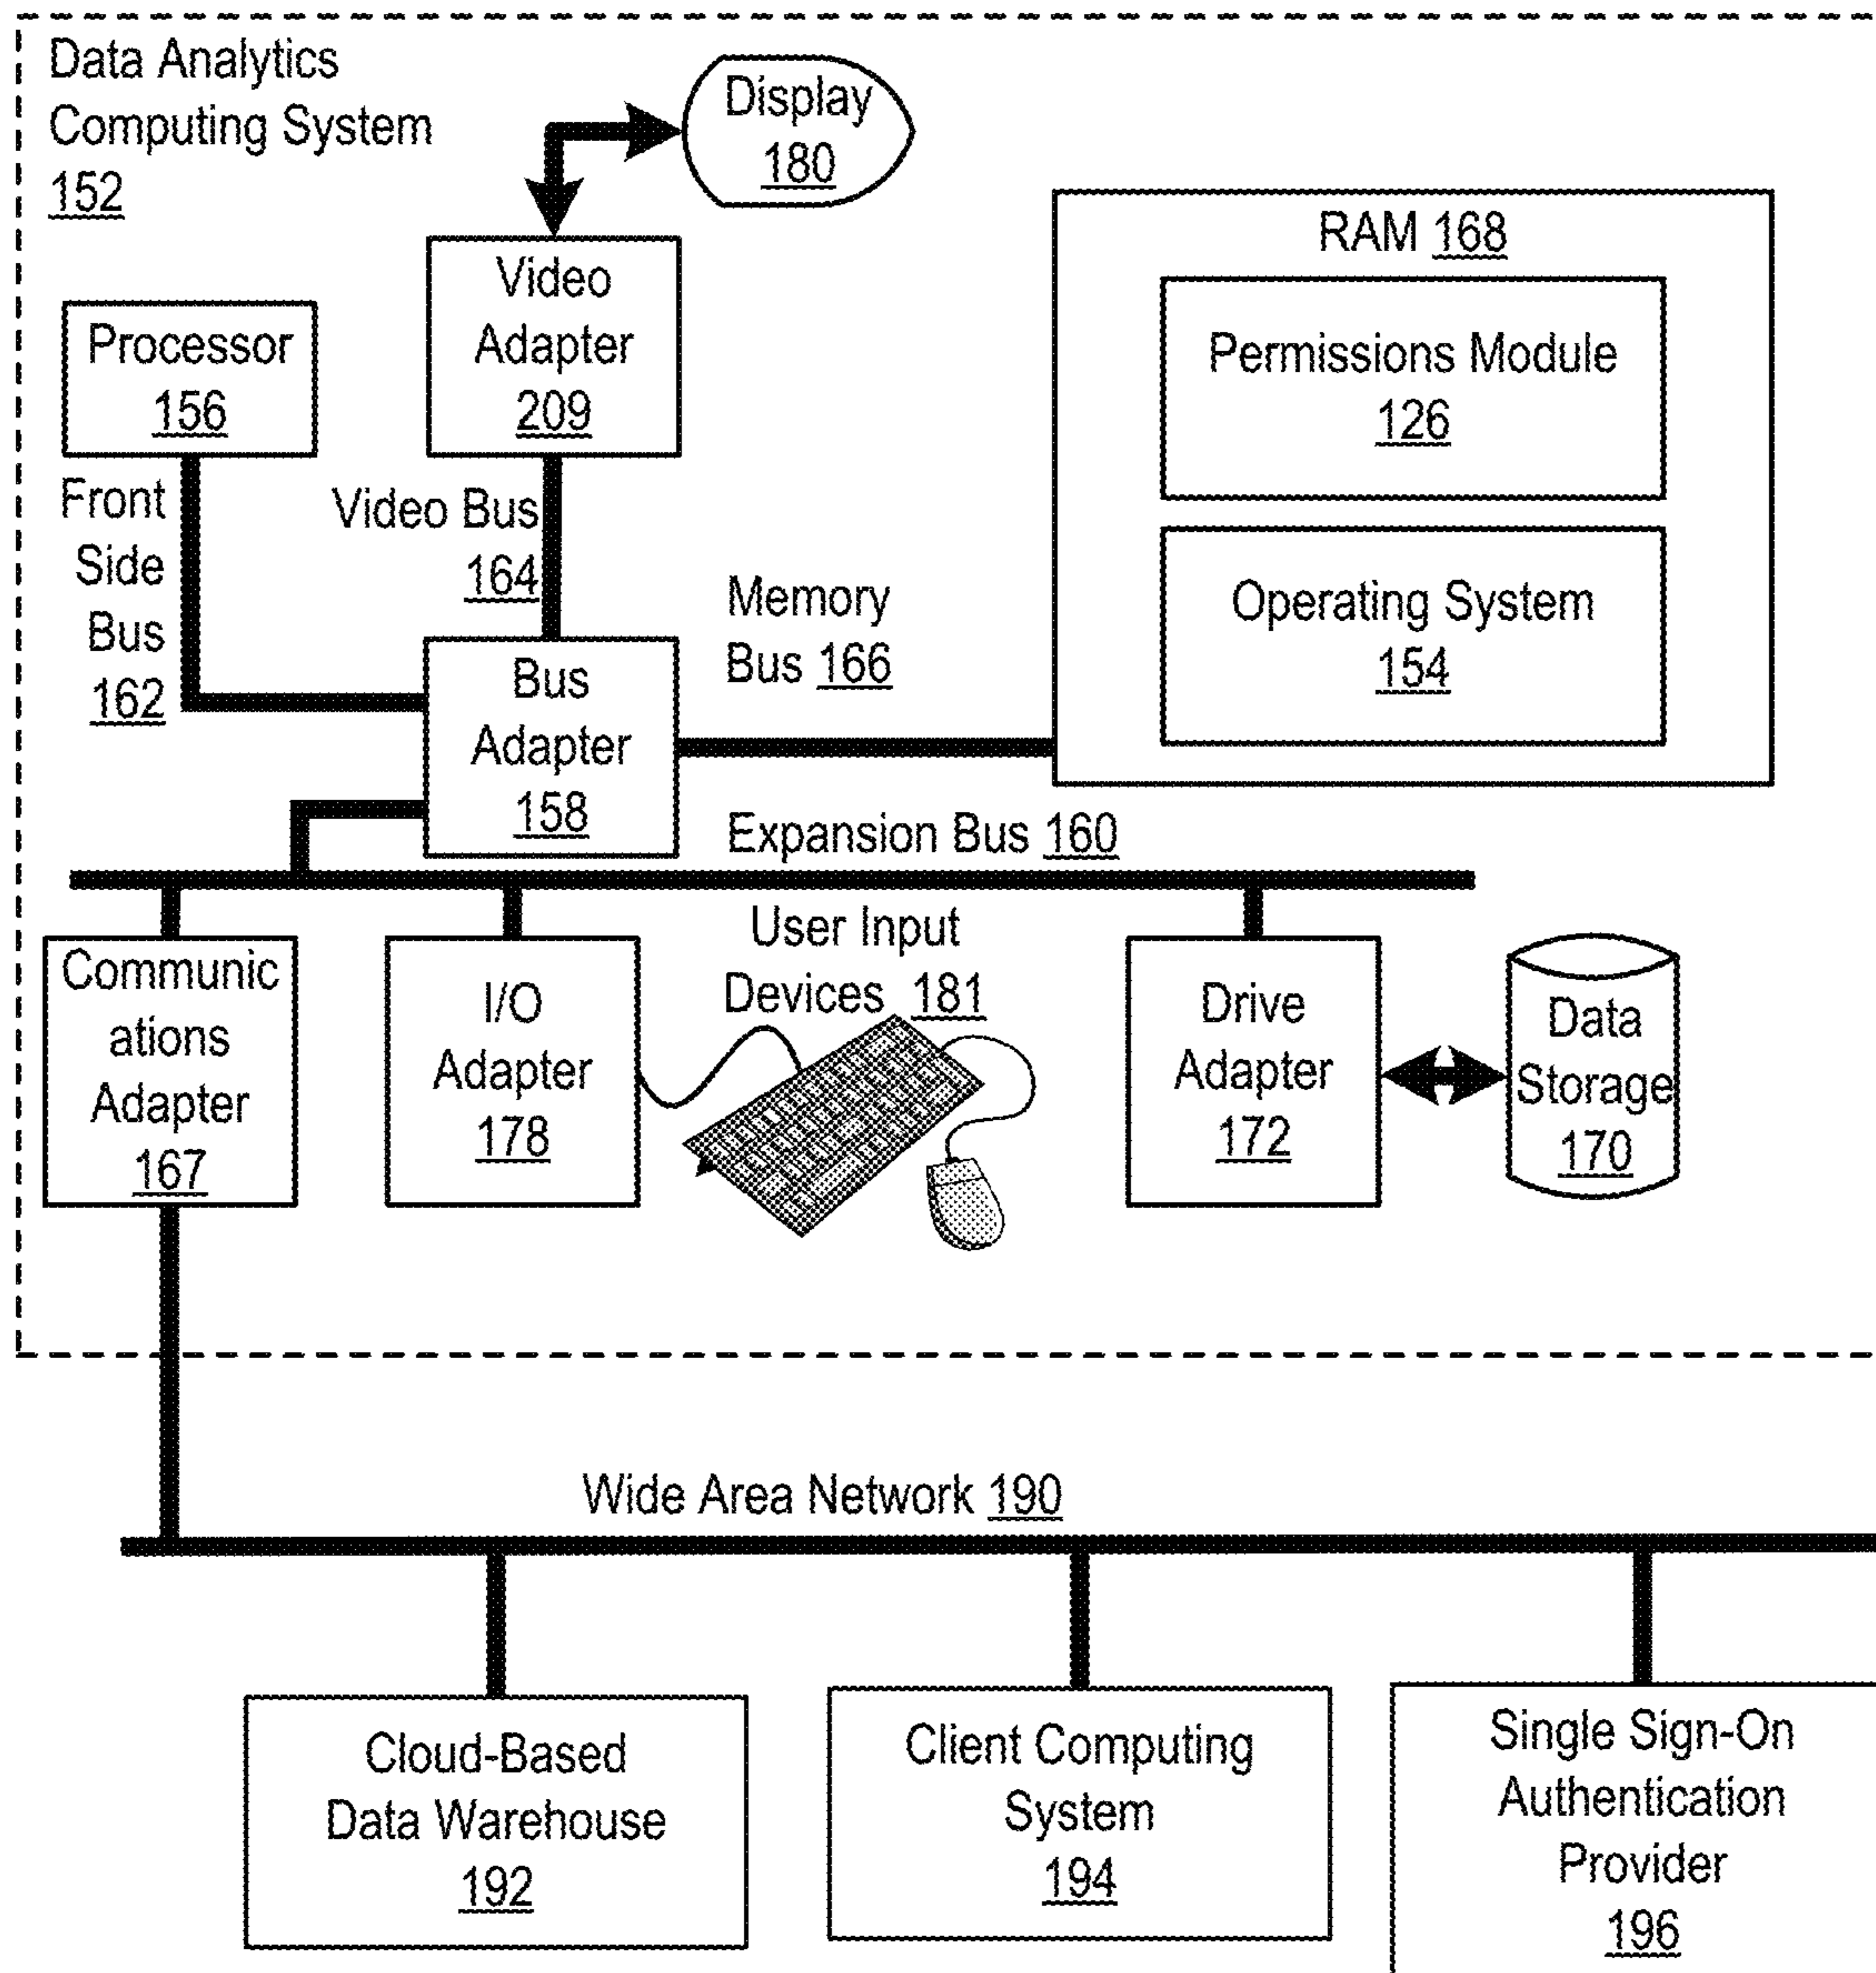 Data Analytics
Computing System
152
Display
180
Video
Adapter
209
RAM 168
Processor
156
Permissions Module
126
Front
Side
Bus
162
Video Bus
164
Operating System
154
Memory
Bus 166
Bus
Adapter
158
Expansion Bus 160
Communic
ations
Adapter
167
I/O
Adapter
178
User Input
Devices 181
Drive
Adapter
172
Data
Storage
170
Wide Area Network 190
Cloud-Based
Data Warehouse
192
Client Computing
System
194
Single Sign-On
Authentication
Provider
196